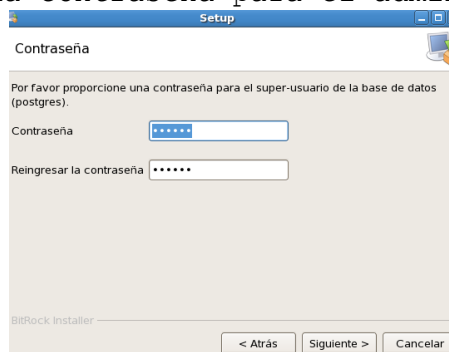 Setup
Contraseña
Por favor proporcione una contraseña para el super-usuario de la base de datos
(postgres).
Contraseña
••••••
Reingresar la contraseña
••••••
BitRock Installer
< Atrás
Siguiente >
Cancelar